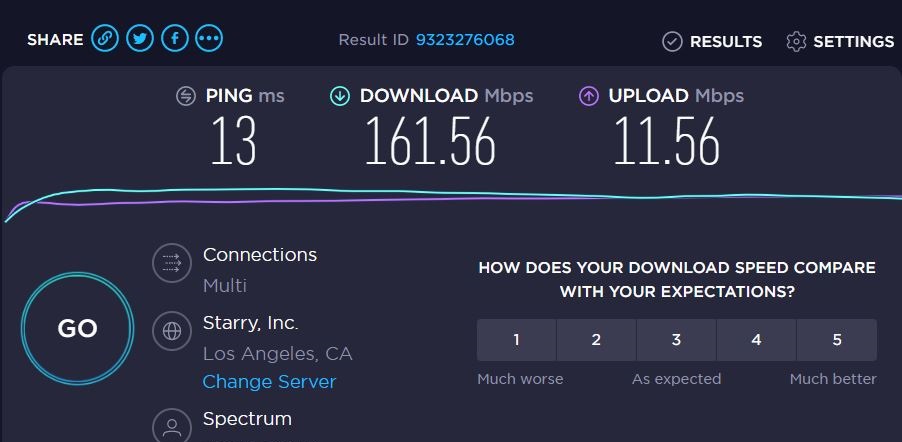 SHARE
Result ID 9323276068
RESULTS
SETTINGS
PING ms
DOWNLOAD Mbps
UPLOAD Mbps
13
161.56
11.56
GO
Connections
Multi
Starry, Inc.
Los Angeles, CA
Change Server
Spectrum
HOW DOES YOUR DOWNLOAD SPEED COMPARE
WITH YOUR EXPECTATIONS?
1 2 3 4 5
Much worse As expected Much better